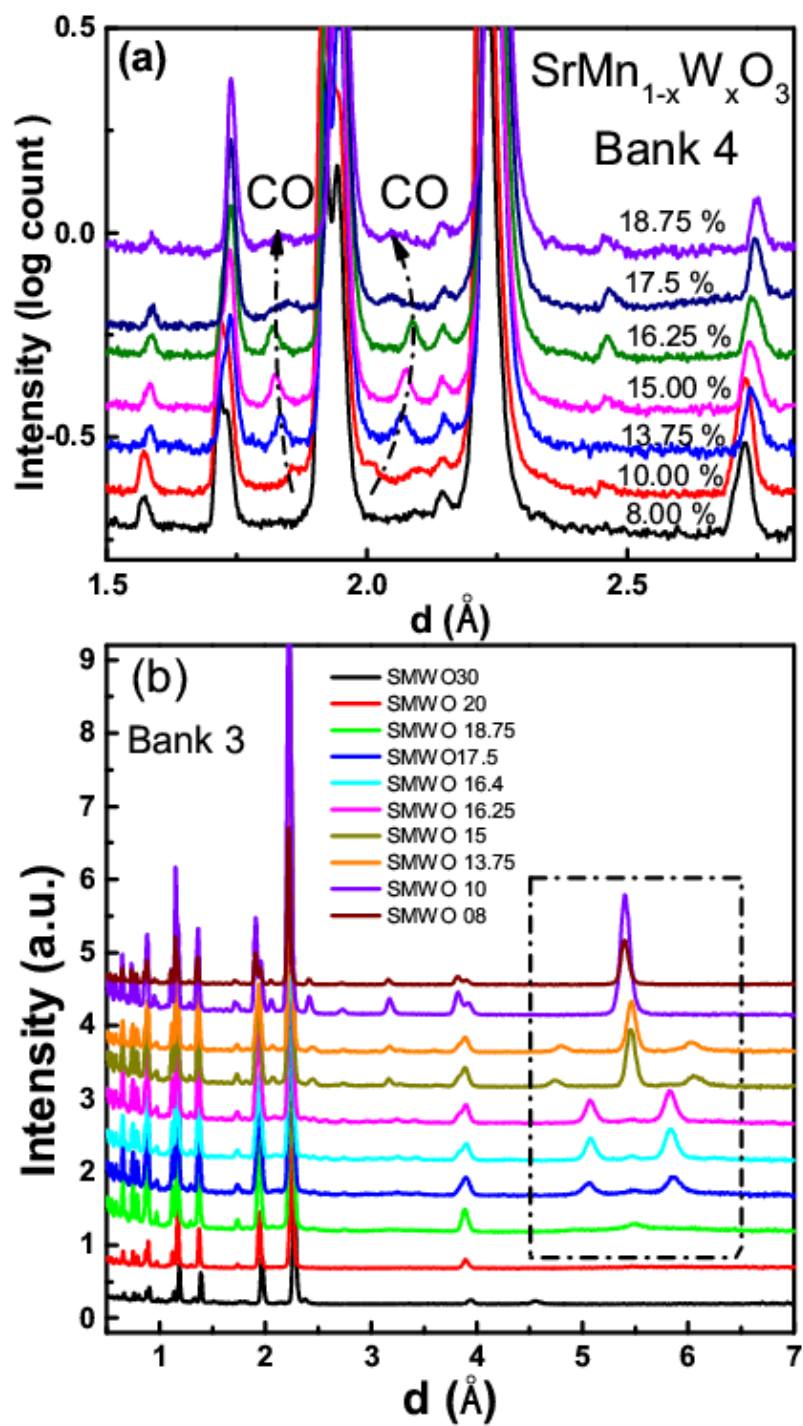 (a)
SrMn₁₋ₓWₓO₃
Bank 4
CO
CO
18.75 %
17.5 %
16.25 %
15.00 %
13.75 %
10.00 %
8.00 %
0.5
0.0
-0.5
Intensity (log count )
1.5
2.0
2.5
d (Å)
(b)
Bank 3
SMWO30
SMWO 20
SMWO 18.75
SMWO17.5
SMWO 16.4
SMWO 16.25
SMWO 15
SMWO 13.75
SMWO 10
SMWO 08
9
8
7
6
5
4
3
2
1
0
Intensity (a.u.)
1
2
3
4
5
6
7
d (Å)